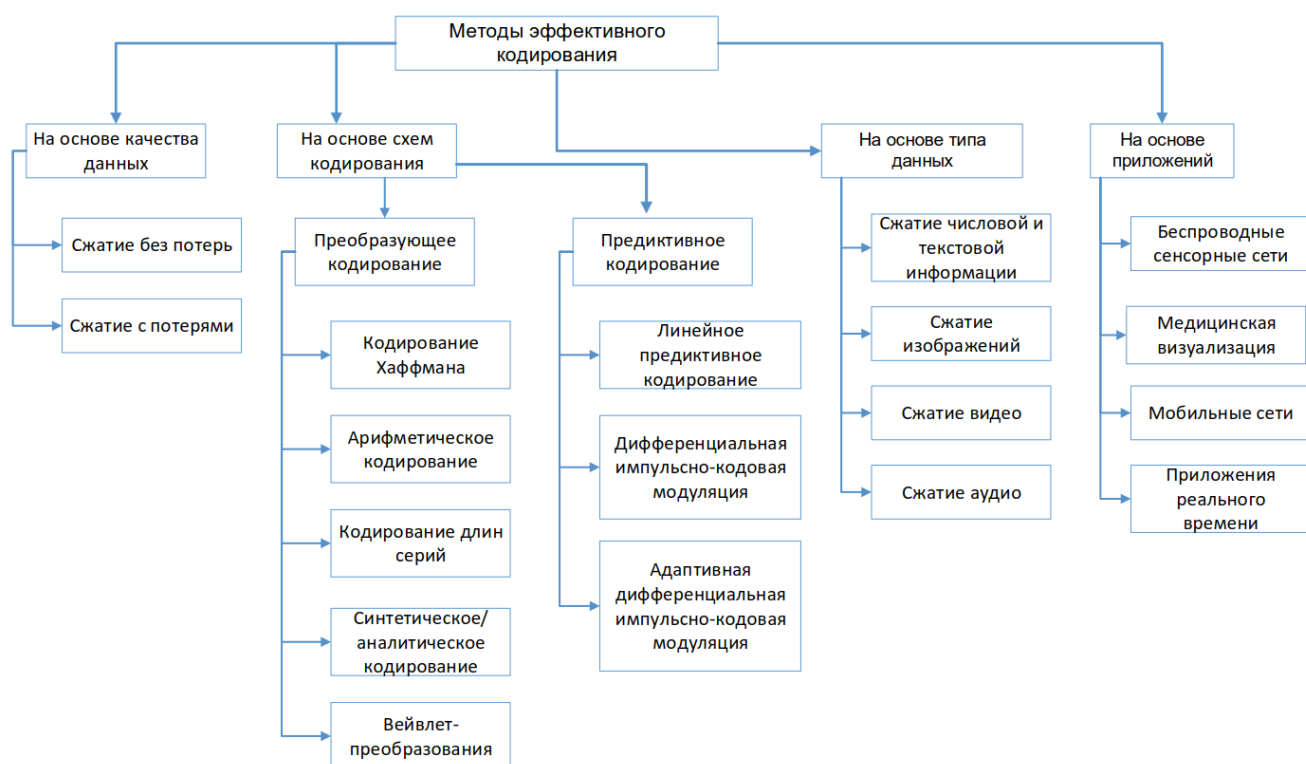 Методы эффективного
кодирования
На основе качества
данных
На основе схем
кодирования
На основе типа
данных
На основе
приложений
Сжатие без потерь
Сжатие с потерями
Преобразующее
кодирование
Кодирование
Хаффмана
Арифметическое
кодирование
Кодирование длин
серий
Синтетическое/
аналитическое
кодирование
Вейвлет-
преобразования
Предиктивное
кодирование
Линейное
предиктивное
кодирование
Дифференциальная
импульсно-кодовая
модуляция
Адаптивная
дифференциальная
импульсно-кодовая
модуляция
Сжатие числовой и
текстовой
информации
Сжатие
изображений
Сжатие видео
Сжатие аудио
Беспроводные
сенсорные сети
Медицинская
визуализация
Мобильные сети
Приложения
реального
времени